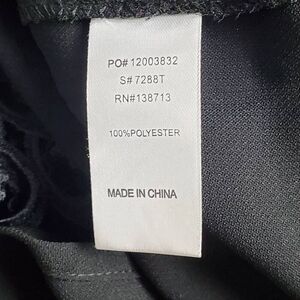 PO# 12003832
S# 7288T
RN#138713
100%POLYESTER
MADE IN CHINA